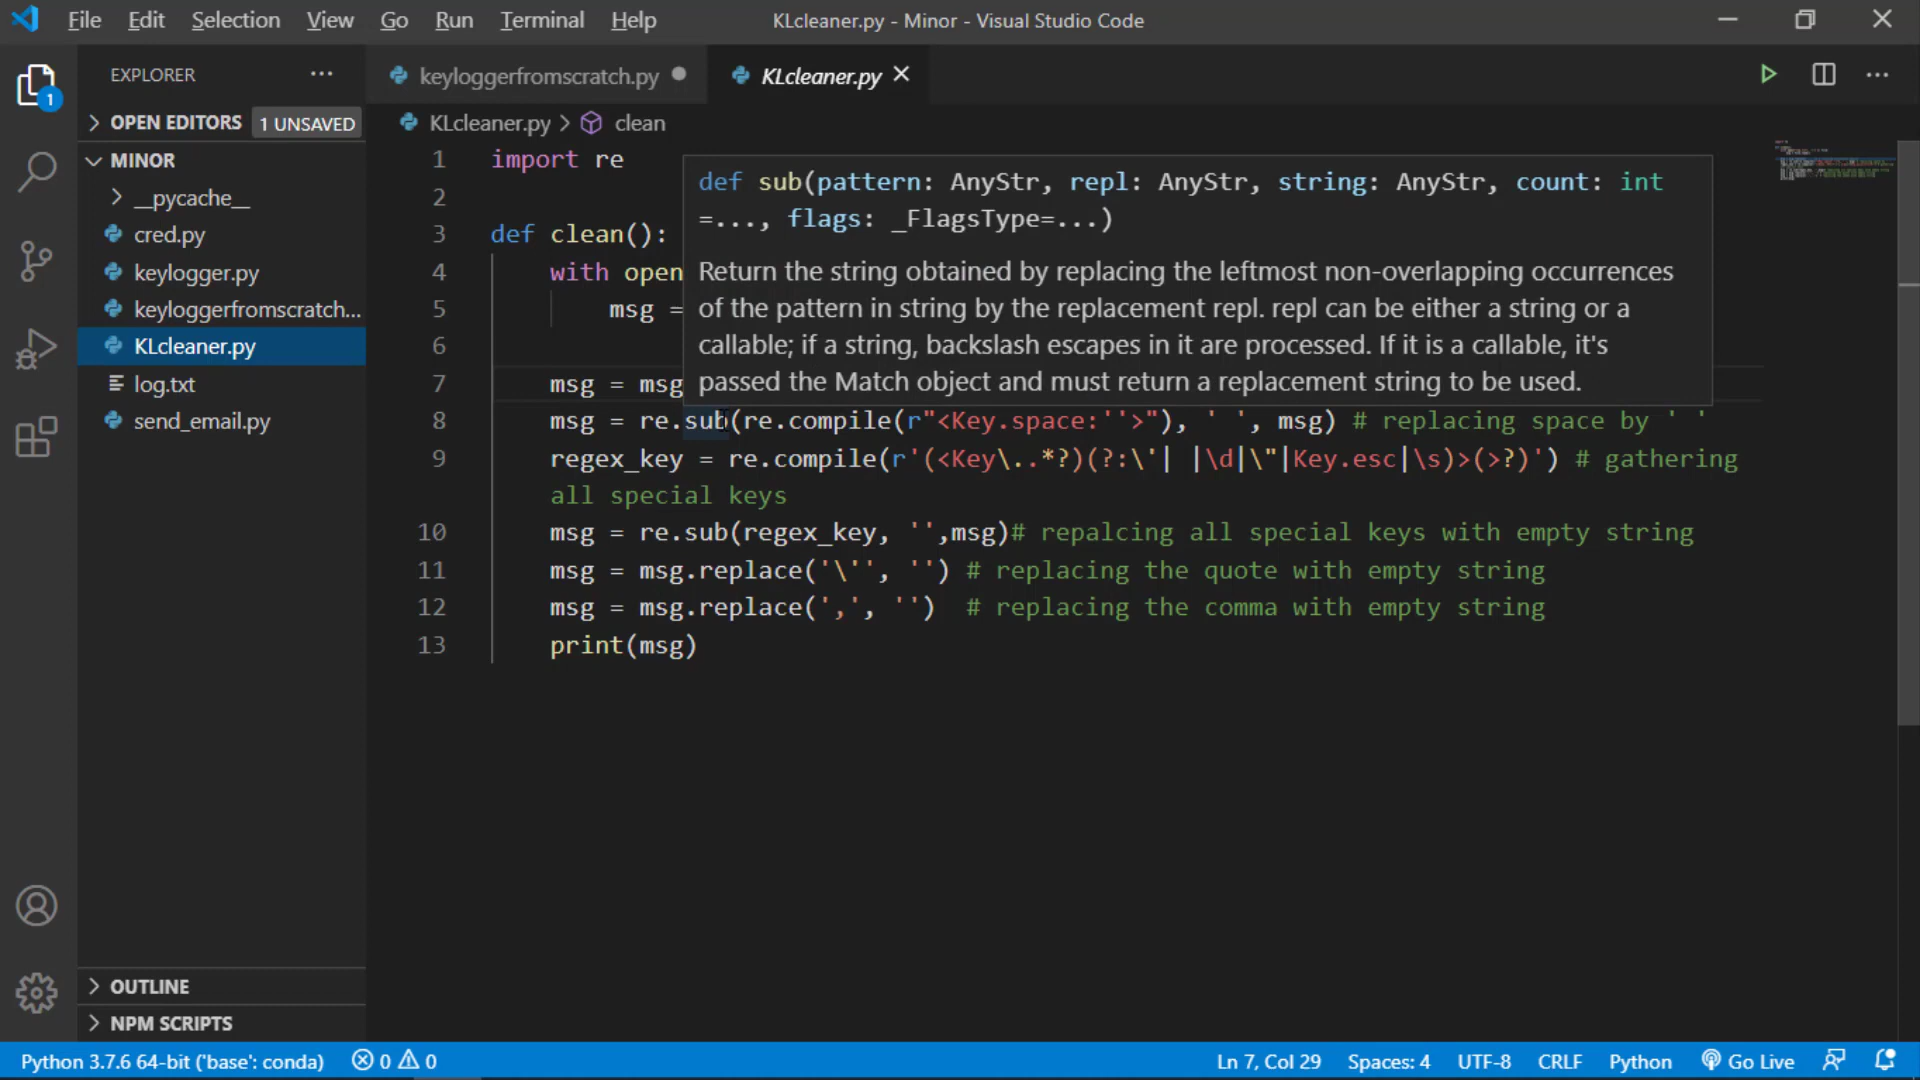 File Edit Selection View Go Run Terminal Help KLcleaner.py - Minor - Visual Studio Code
EXPLORER
keyloggerfromscratch.py KLcleaner.py
OPEN EDITORS 1 UNSAVED
KLcleaner.py > clean
MINOR
__pycache__
cred.py
keylogger.py
keyloggerfromscratch...
KLcleaner.py
log.txt
send_email.py
1 import re
2
3 def clean():
4 with open
5 msg =
6
7 msg = msg
8 msg = re.sub(re.compile(r"<Key.space:''>"), ' ', msg) # replacing space by ' '
9 regex_key = re.compile(r'(<Key\..*?)(?:\'| |\d|\"|Key.esc|\s)>(>?)') # gathering
all special keys
10 msg = re.sub(regex_key, '',msg)# repalcing all special keys with empty string
11 msg = msg.replace('\'', '') # replacing the quote with empty string
12 msg = msg.replace(',', '') # replacing the comma with empty string
13 print(msg)
def sub(pattern: AnyStr, repl: AnyStr, string: AnyStr, count: int
=..., flags: _FlagsType=...)
Return the string obtained by replacing the leftmost non-overlapping occurrences
of the pattern in string by the replacement repl. repl can be either a string or a
callable; if a string, backslash escapes in it are processed. If it is a callable, it's
passed the Match object and must return a replacement string to be used.
1
OUTLINE
NPM SCRIPTS
Python 3.7.6 64-bit ('base': conda) 0 0 Ln 7, Col 29 Spaces: 4 UTF-8 CRLF Python Go Live